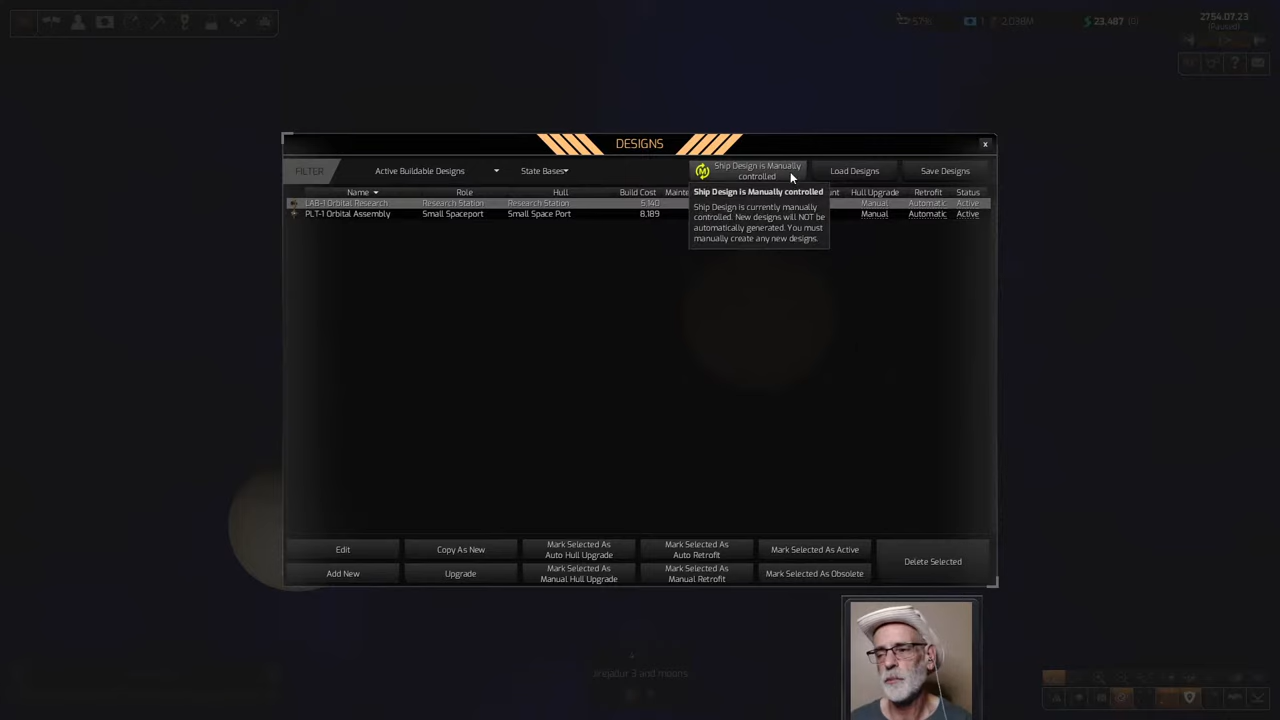 57%
1
2.038M
23,487 (0)
2754.07.23
(Paused)
DESIGNS
x
FILTER
Active Buildable Designs
State Bases
Ship Design is Manually
controlled
Load Designs
Save Designs
Name
Role
Hull
Build Cost
Hull Upgrade
Retrofit
Status
LAB-1 Orbital Research
Research Station
Research Station
5,140
Manual
Automatic
Active
PLT-1 Orbital Assembly
Small Spaceport
Small Space Port
8,189
Manual
Automatic
Active
Ship Design is Manually controlled
Ship Design is currently manually
controlled. New designs will NOT be
automatically generated. You must
manually create any new designs.
Edit
Copy As New
Mark Selected As
Auto Hull Upgrade
Mark Selected As
Auto Retrofit
Mark Selected As Active
Delete Selected
Add New
Upgrade
Mark Selected As
Manual Hull Upgrade
Mark Selected As
Manual Retrofit
Mark Selected As Obsolete